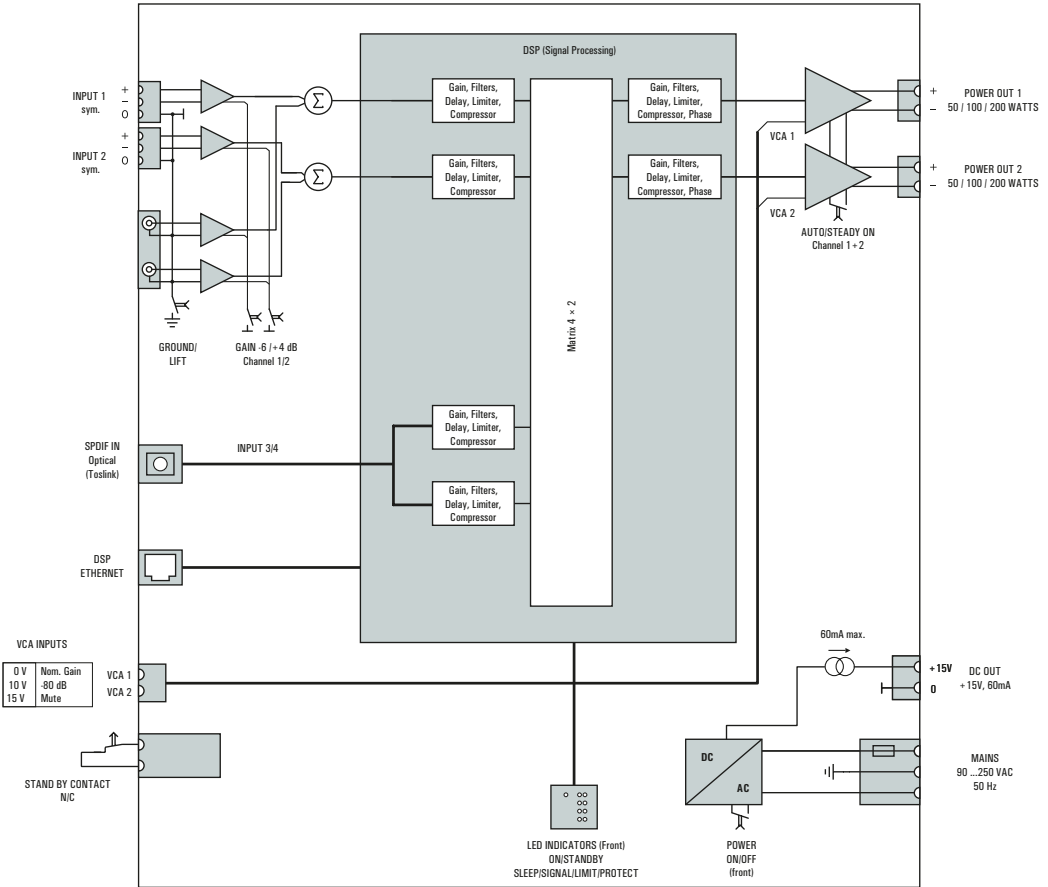 DSP (Signal Processing)
INPUT 1
sym.
+
−
0
INPUT 2
sym.
+
−
0
Σ
Σ
Gain, Filters,
Delay, Limiter,
Compressor
Gain, Filters,
Delay, Limiter,
Compressor
Matrix 4 × 2
Gain, Filters,
Delay, Limiter,
Compressor, Phase
Gain, Filters,
Delay, Limiter,
Compressor, Phase
VCA 1
VCA 2
+
−
POWER OUT 1
50 / 100 / 200 WATTS
+
−
POWER OUT 2
50 / 100 / 200 WATTS
AUTO/STEADY ON
Channel 1 + 2
GROUND/
LIFT
GAIN -6 /+ 4 dB
Channel 1/2
SPDIF IN
Optical
(Toslink)
INPUT 3/4
Gain, Filters,
Delay, Limiter,
Compressor
Gain, Filters,
Delay, Limiter,
Compressor
DSP
ETHERNET
VCA INPUTS
0 V Nom. Gain
10 V -80 dB
15 V Mute
VCA 1
VCA 2
STAND BY CONTACT
N/C
60mA max.
+ 15V
0
DC OUT
+ 15V, 60mA
DC
AC
MAINS
90 ...250 VAC
50 Hz
POWER
ON/OFF
(front)
LED INDICATORS (Front)
ON/STANDBY
SLEEP/SIGNAL/LIMIT/PROTECT